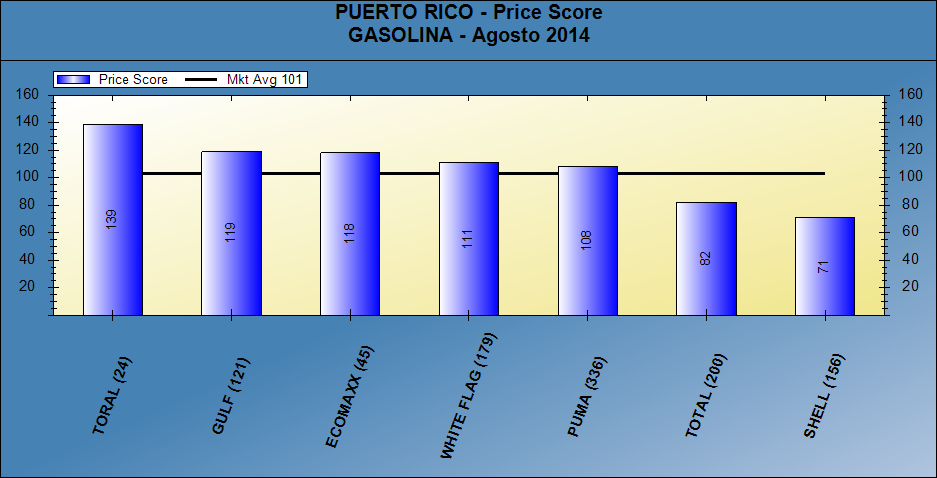 PUERTO RICO - Price Score
GASOLINA - Agosto 2014
Price Score
Mkt Avg 101
160
140
120
100
80
60
40
20
160
140
120
100
80
60
40
20
139
119
118
111
108
82
71
TORAL (24)
GULF (121)
ECOMAXX (45)
WHITE FLAG (179)
PUMA (336)
TOTAL (200)
SHELL (156)